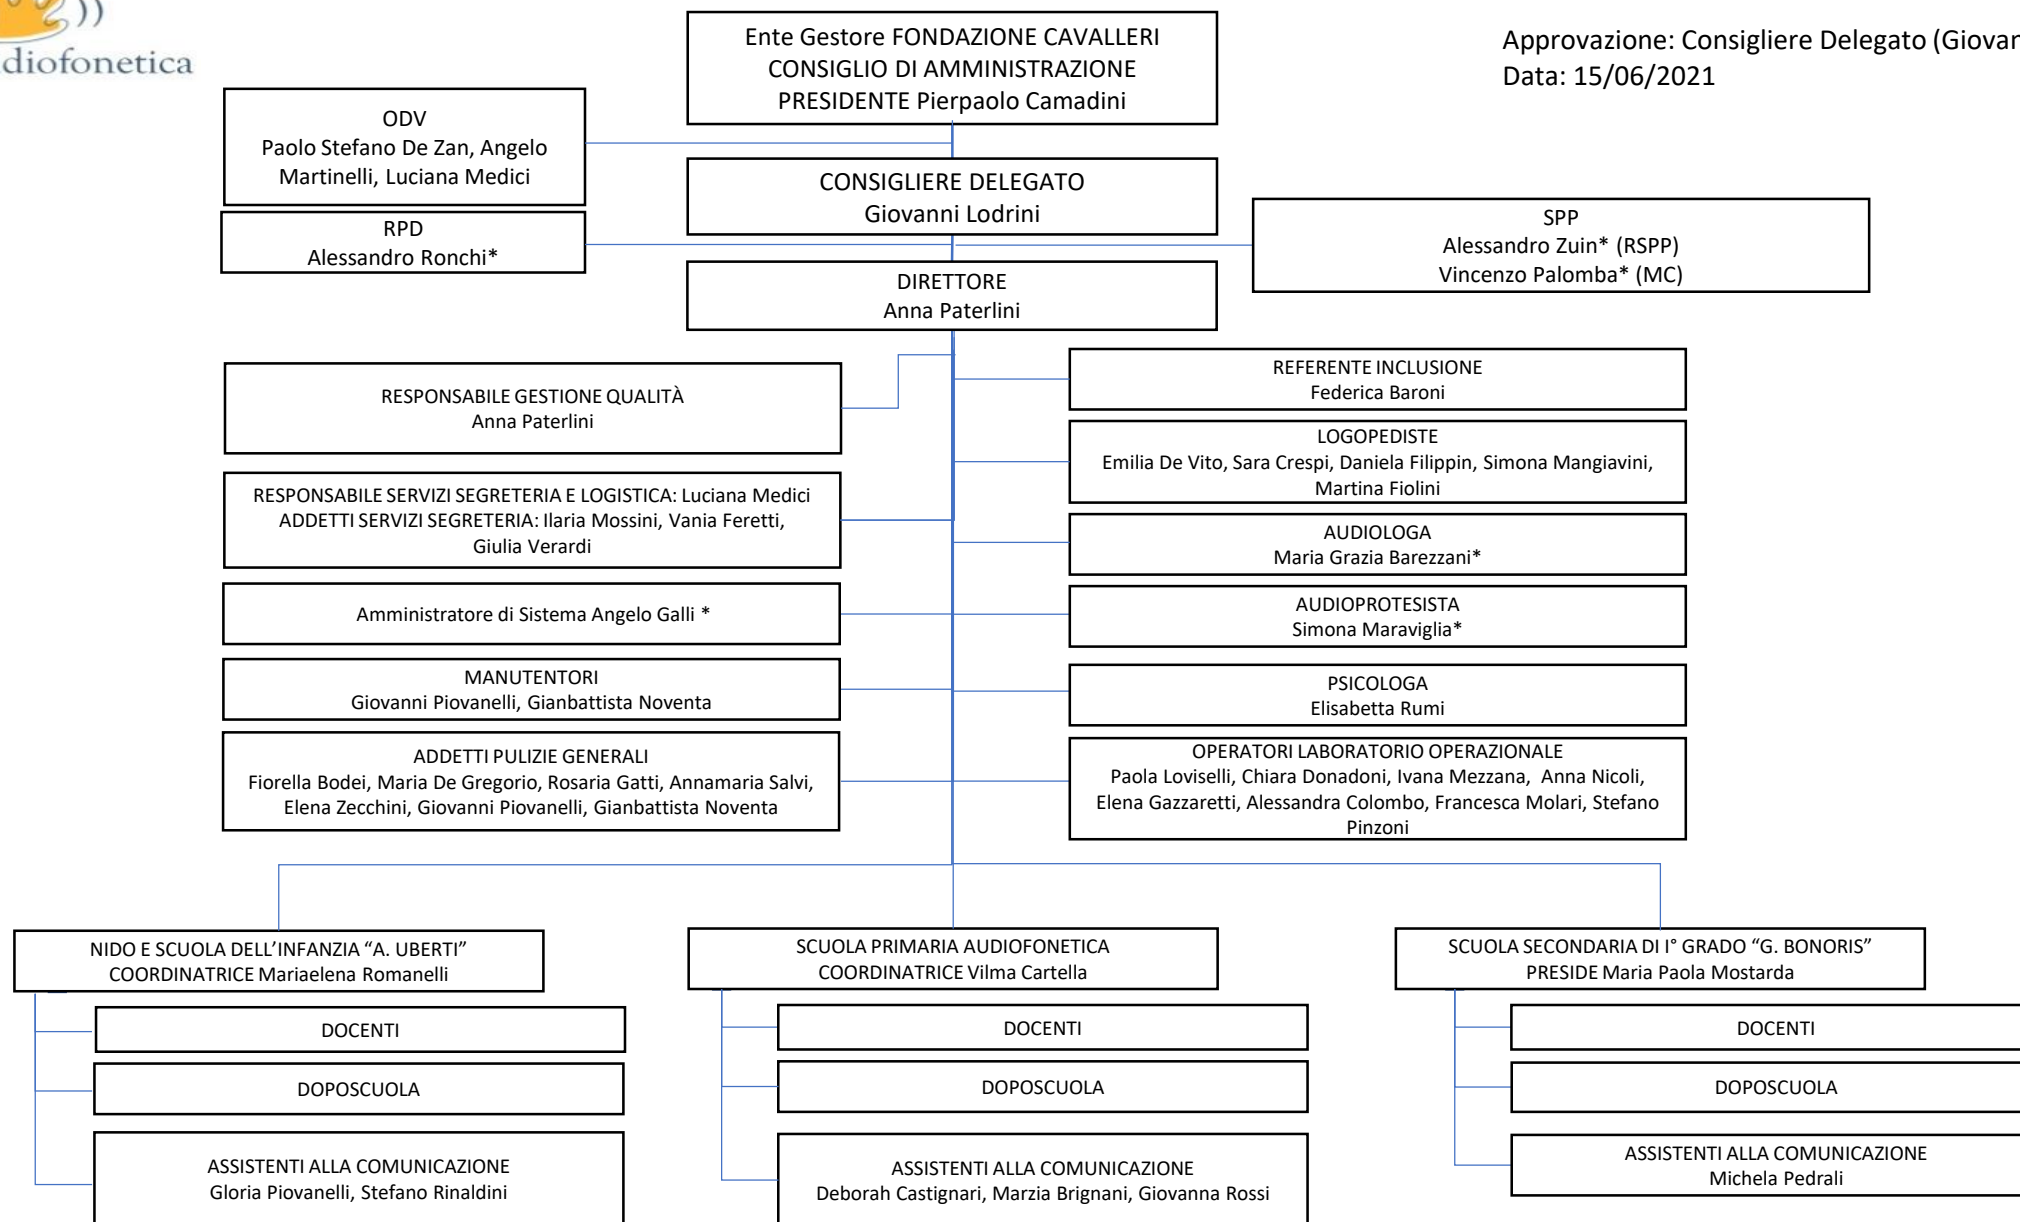 diofonetica
Ente Gestore FONDAZIONE CAVALLERI
CONSIGLIO DI AMMINISTRAZIONE
PRESIDENTE Pierpaolo Camadini
Approvazione: Consigliere Delegato (Giovan
Data: 15/06/2021
ODV
Paolo Stefano De Zan, Angelo
Martinelli, Luciana Medici
CONSIGLIERE DELEGATO
Giovanni Lodrini
RPD
Alessandro Ronchi*
SPP
Alessandro Zuin* (RSPP)
Vincenzo Palomba* (MC)
DIRETTORE
Anna Paterlini
RESPONSABILE GESTIONE QUALITÀ
Anna Paterlini
RESPONSABILE SERVIZI SEGRETERIA E LOGISTICA: Luciana Medici
ADDETTI SERVIZI SEGRETERIA: Ilaria Mossini, Vania Feretti,
Giulia Verardi
Amministratore di Sistema Angelo Galli *
MANUTENTORI
Giovanni Piovanelli, Gianbattista Noventa
ADDETTI PULIZIE GENERALI
Fiorella Bodei, Maria De Gregorio, Rosaria Gatti, Annamaria Salvi,
Elena Zecchini, Giovanni Piovanelli, Gianbattista Noventa
REFERENTE INCLUSIONE
Federica Baroni
LOGOPEDISTE
Emilia De Vito, Sara Crespi, Daniela Filippin, Simona Mangiavini,
Martina Fiolini
AUDIOLOGA
Maria Grazia Barezzani*
AUDIOPROTESISTA
Simona Maraviglia*
PSICOLOGA
Elisabetta Rumi
OPERATORI LABORATORIO OPERAZIONALE
Paola Loviselli, Chiara Donadoni, Ivana Mezzana, Anna Nicoli,
Elena Gazzaretti, Alessandra Colombo, Francesca Molari, Stefano
Pinzoni
NIDO E SCUOLA DELL’INFANZIA “A. UBERTI”
COORDINATRICE Mariaelena Romanelli
DOCENTI
DOPOSCUOLA
ASSISTENTI ALLA COMUNICAZIONE
Gloria Piovanelli, Stefano Rinaldini
SCUOLA PRIMARIA AUDIOFONETICA
COORDINATRICE Vilma Cartella
DOCENTI
DOPOSCUOLA
ASSISTENTI ALLA COMUNICAZIONE
Deborah Castignari, Marzia Brignani, Giovanna Rossi
SCUOLA SECONDARIA DI I° GRADO “G. BONORIS”
PRESIDE Maria Paola Mostarda
DOCENTI
DOPOSCUOLA
ASSISTENTI ALLA COMUNICAZIONE
Michela Pedrali